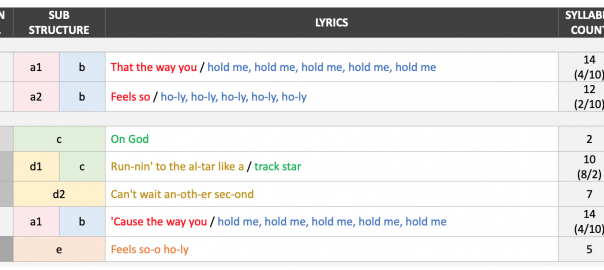 N SUB STRUCTURE LYRICS SYLLABL COUNT
a1 b That the way you / hold me, hold me, hold me, hold me, hold me 14 (4/10)
a2 b Feels so / ho-ly, ho-ly, ho-ly, ho-ly, ho-ly 12 (2/10)
c On God 2
d1 c Run-nin' to the al-tar like a / track star 10 (8/2)
d2 Can't wait an-oth-er sec-ond 7
a1 b 'Cause the way you / hold me, hold me, hold me, hold me, hold me 14 (4/10)
e Feels so-o ho-ly 5